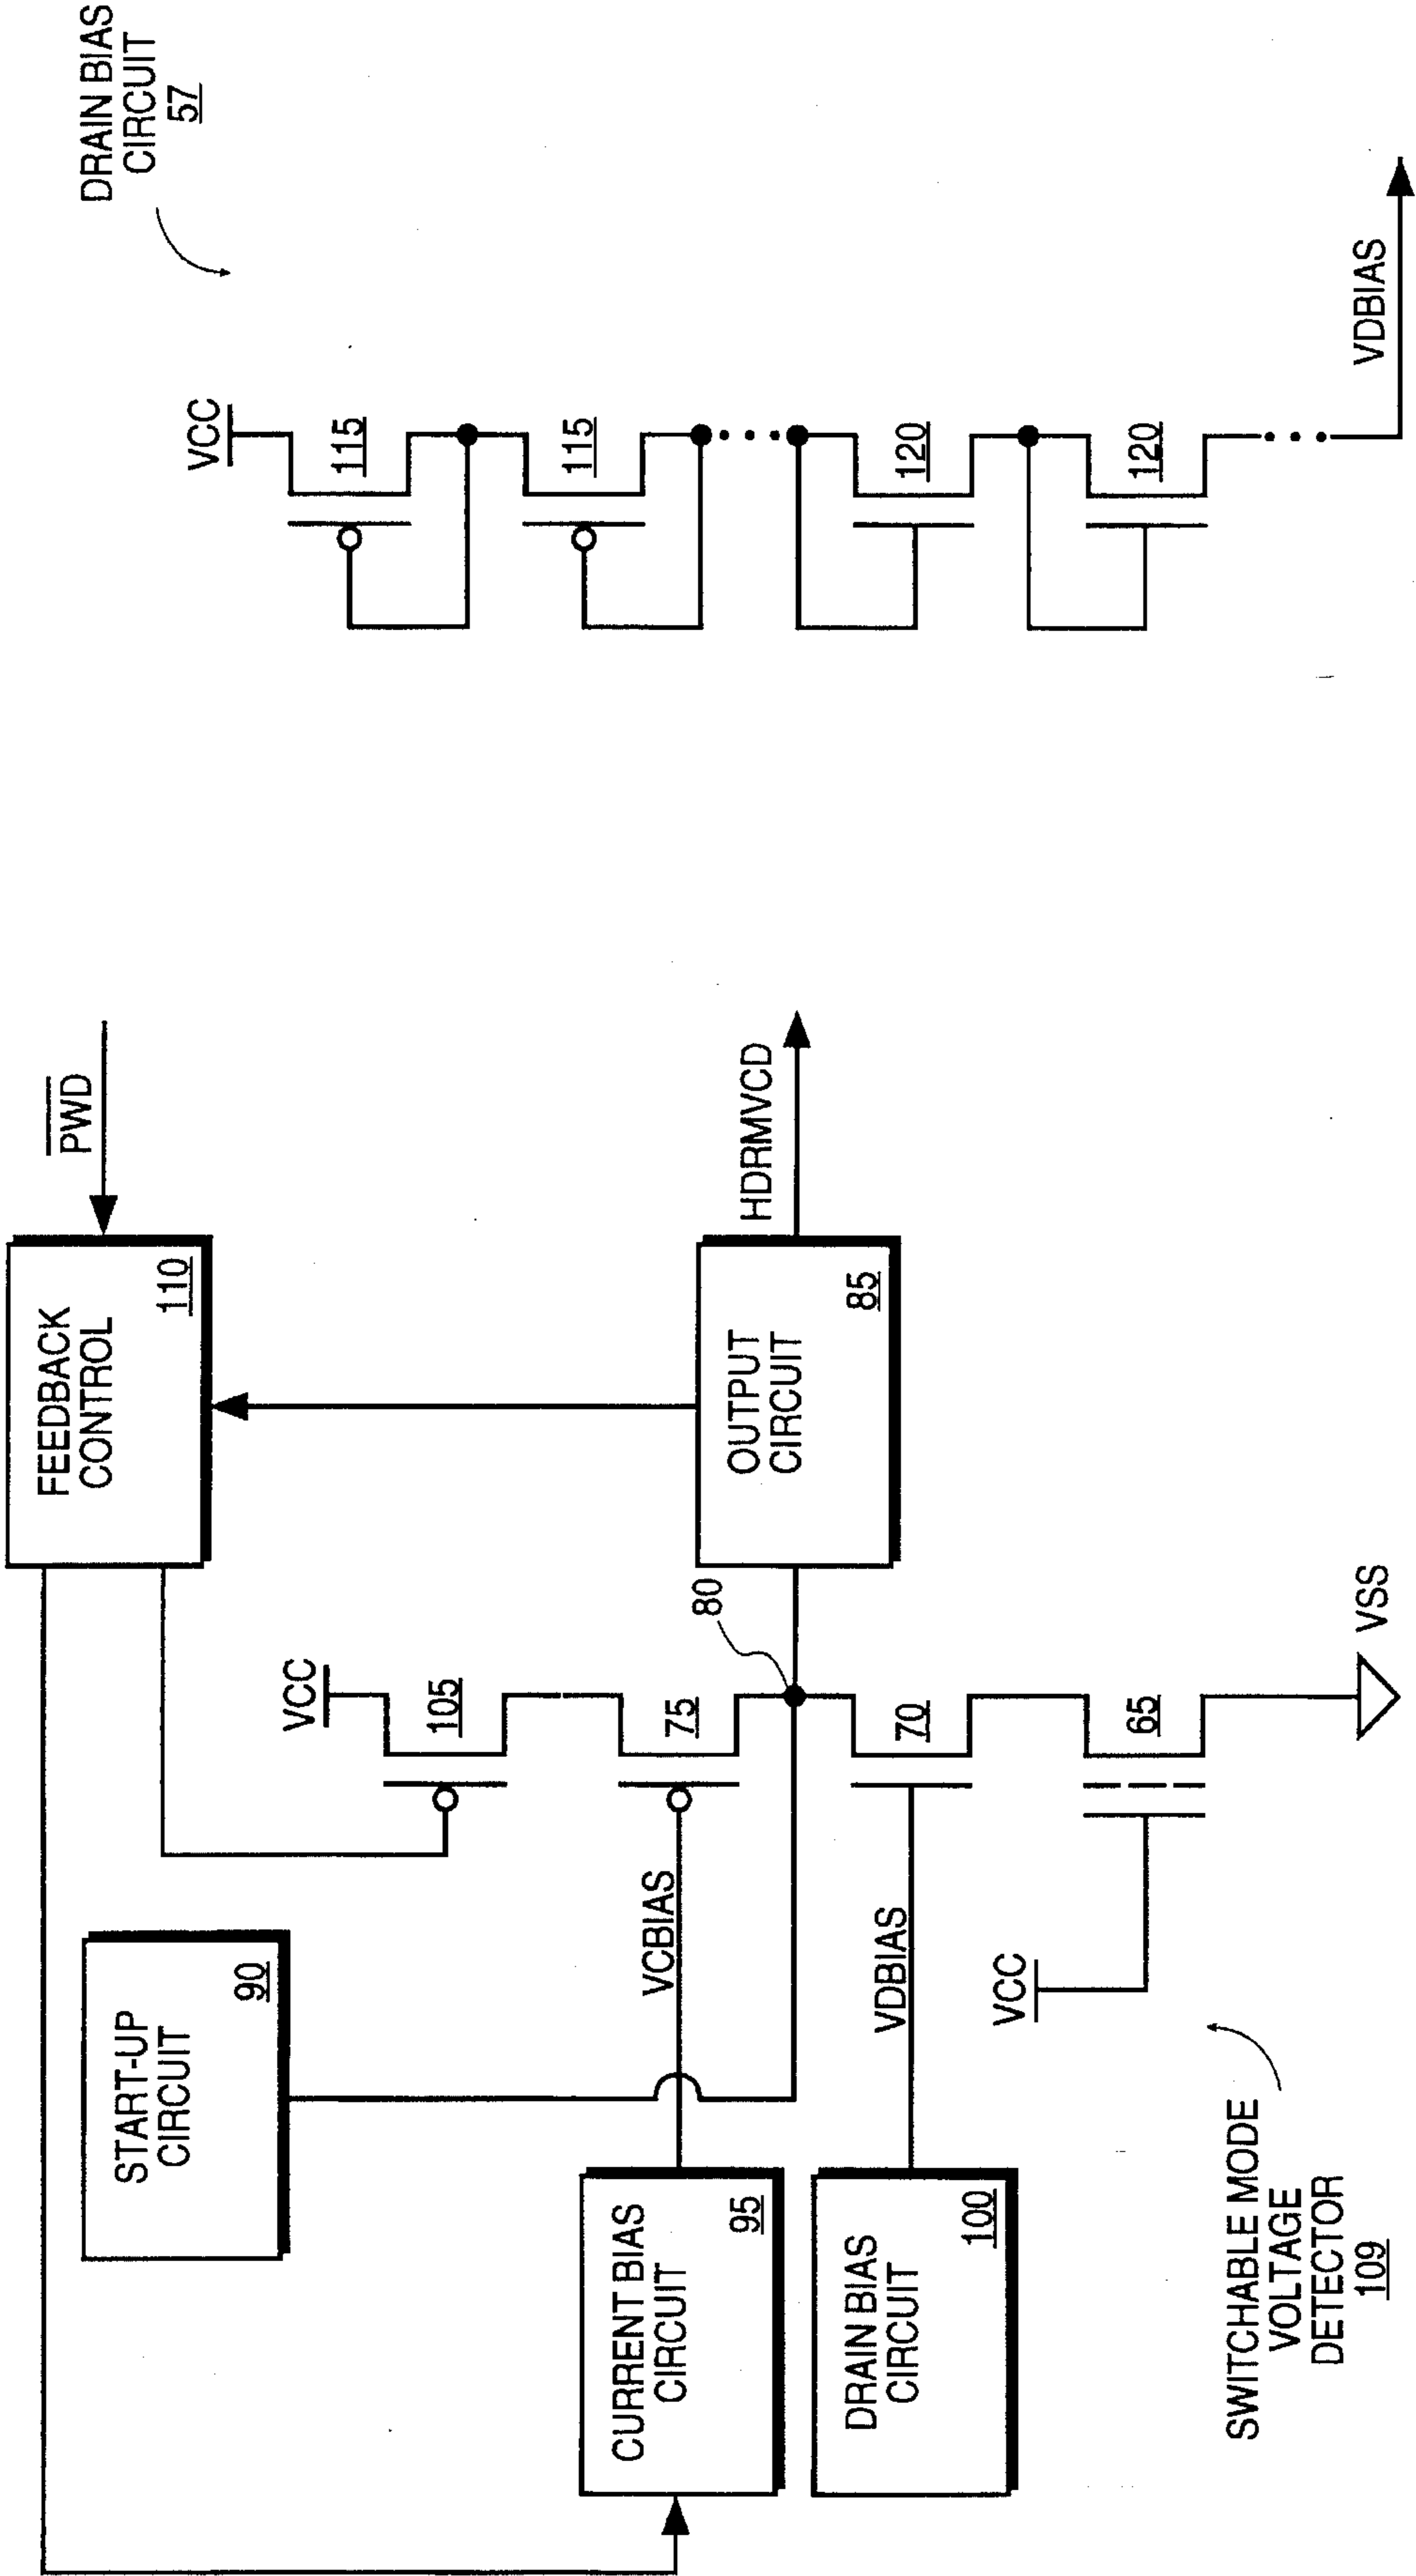 FEEDBACK
CONTROL
110
PWD
START-UP
CIRCUIT
90
VCC
105
CURRENT BIAS
CIRCUIT
95
VCBIAS
75
80
OUTPUT
CIRCUIT
85
HDRMVCD
DRAIN BIAS
CIRCUIT
100
VDBIAS
70
VCC
65
VSS
SWITCHABLE MODE
VOLTAGE
DETECTOR
109
DRAIN BIAS
CIRCUIT
57
VCC
115
115
120
120
VDBIAS